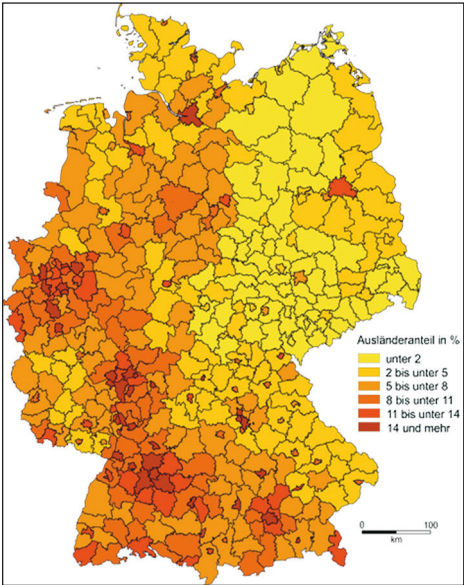 Ausländeranteil in %
unter 2
2 bis unter 5
5 bis unter 8
8 bis unter 11
11 bis unter 14
14 und mehr
0 100
km